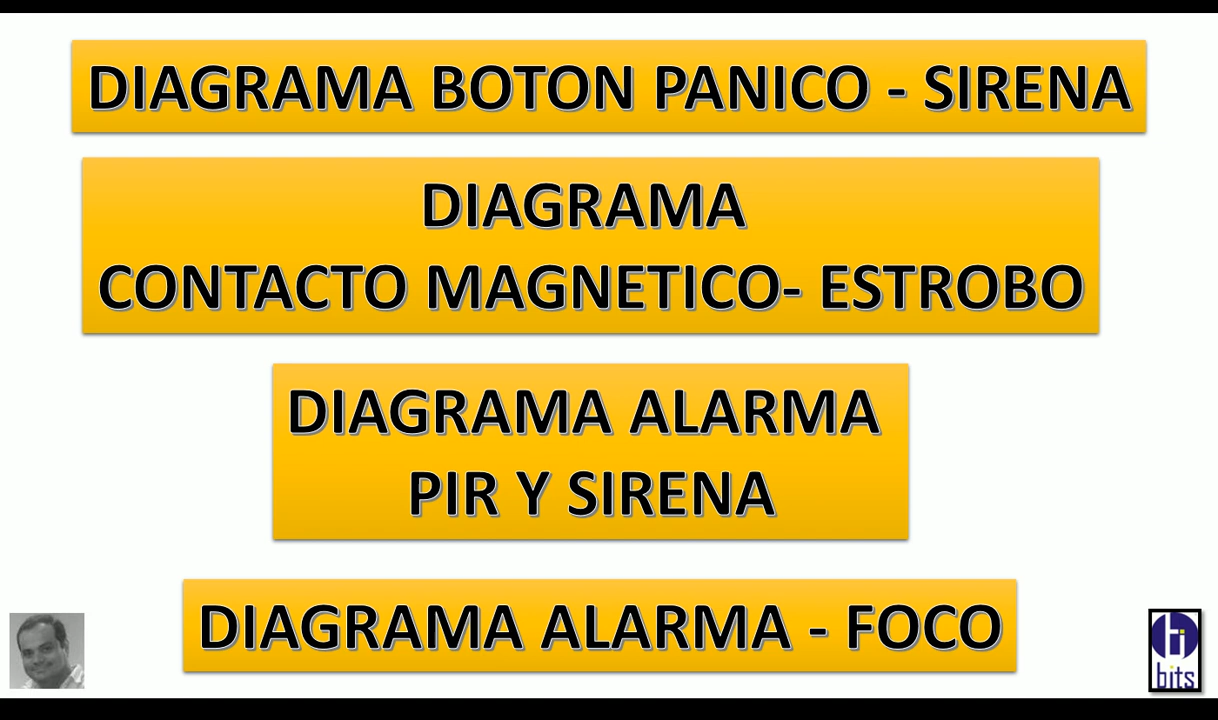 DIAGRAMA BOTON PANICO - SIRENA
DIAGRAMA
CONTACTO MAGNETICO- ESTROBO
DIAGRAMA ALARMA
PIR Y SIRENA
DIAGRAMA ALARMA - FOCO
bits